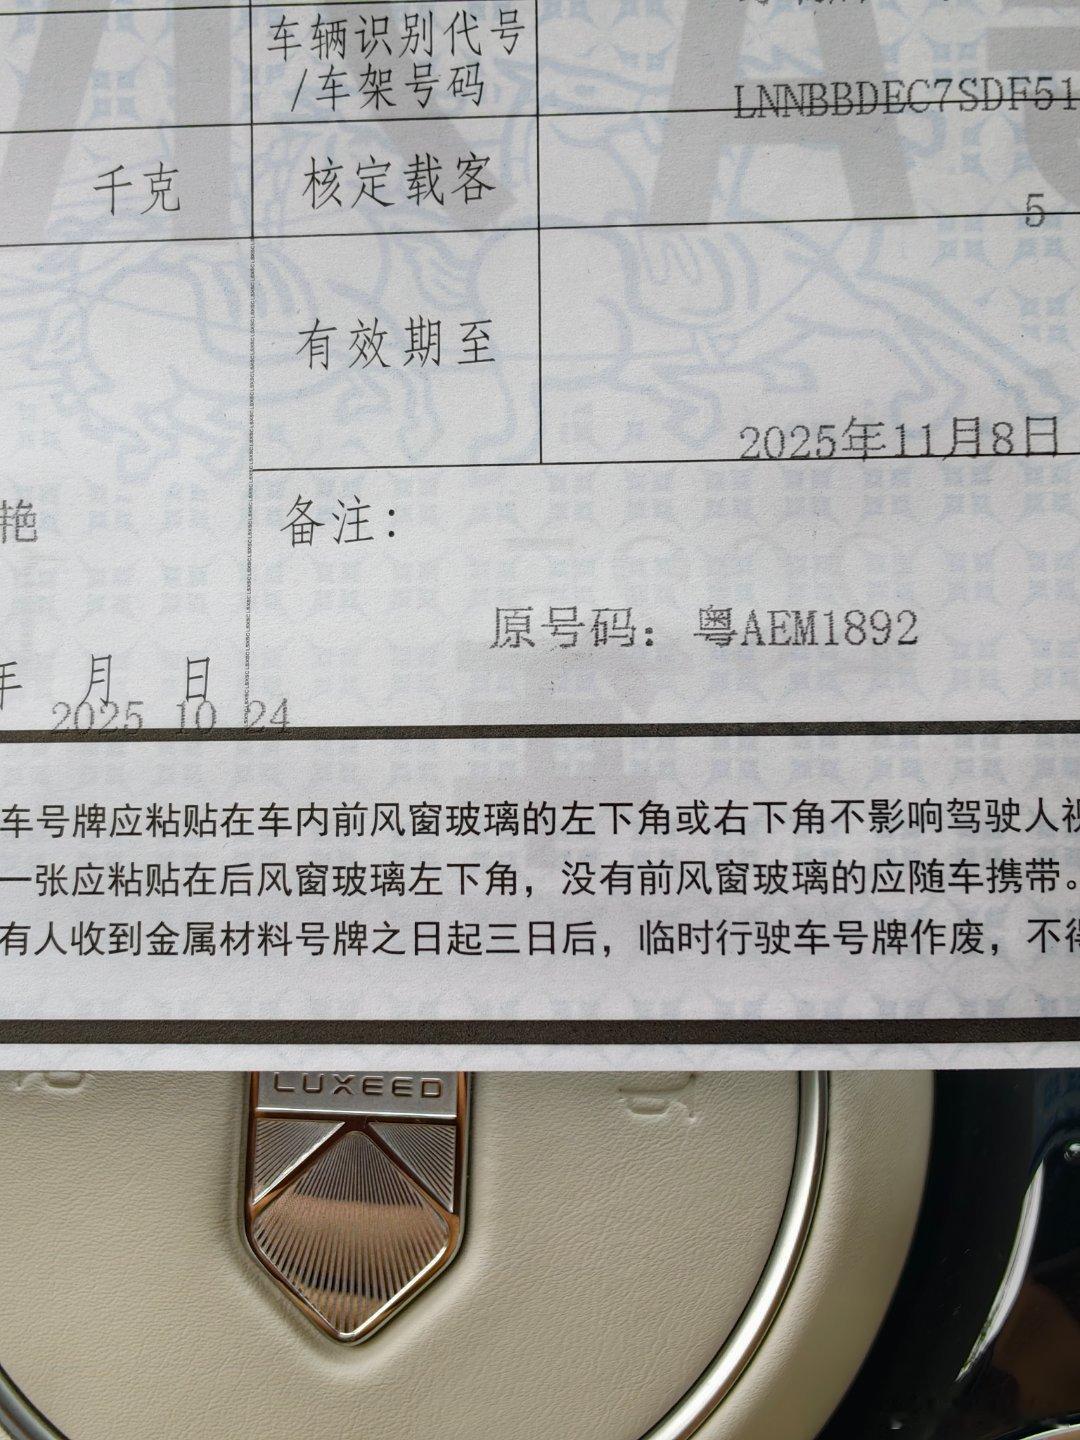 车辆识别代号
/车架号码
LNNBBDEC7SDF51
千克
核定载客
5
有效期至
2025年11月8日
艳
备注：
原号码：粤AEM1892
年 月 日
2025 10 24
车号牌应粘贴在车内前风窗玻璃的左下角或右下角不影响驾驶人视
一张应粘贴在后风窗玻璃左下角，没有前风窗玻璃的应随车携带。
有人收到金属材料号牌之日起三日后，临时行驶车号牌作废，不得
LUXEED